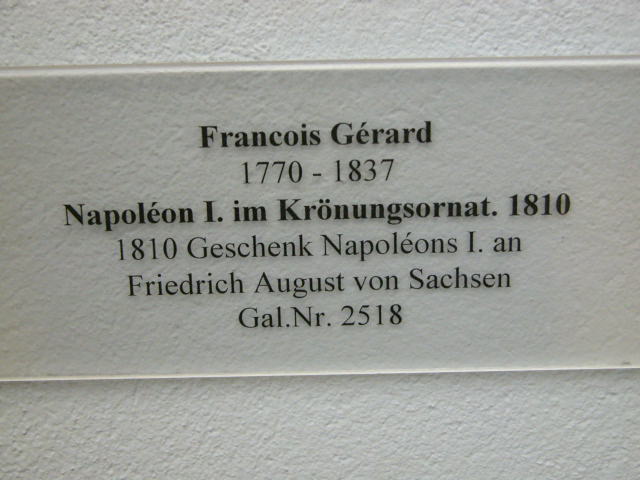 Francois Gérard
1770 - 1837
Napoléon I. im Krönungsornat. 1810
1810 Geschenk Napoléons I. an
Friedrich August von Sachsen
Gal.Nr. 2518